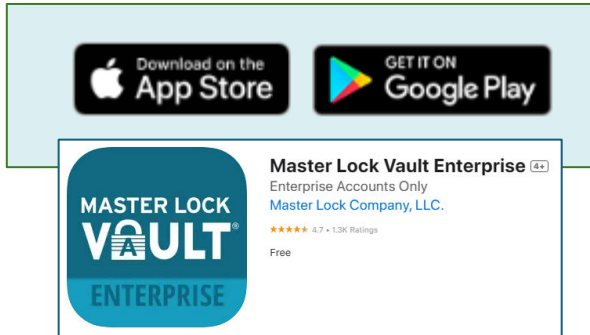 Download on the
App Store
GET IT ON
Google Play
MASTER LOCK
VAULT®
ENTERPRISE
Master Lock Vault Enterprise 4+
Enterprise Accounts Only
Master Lock Company, LLC.
★★★★★ 4.7 • 1.3K Ratings
Free